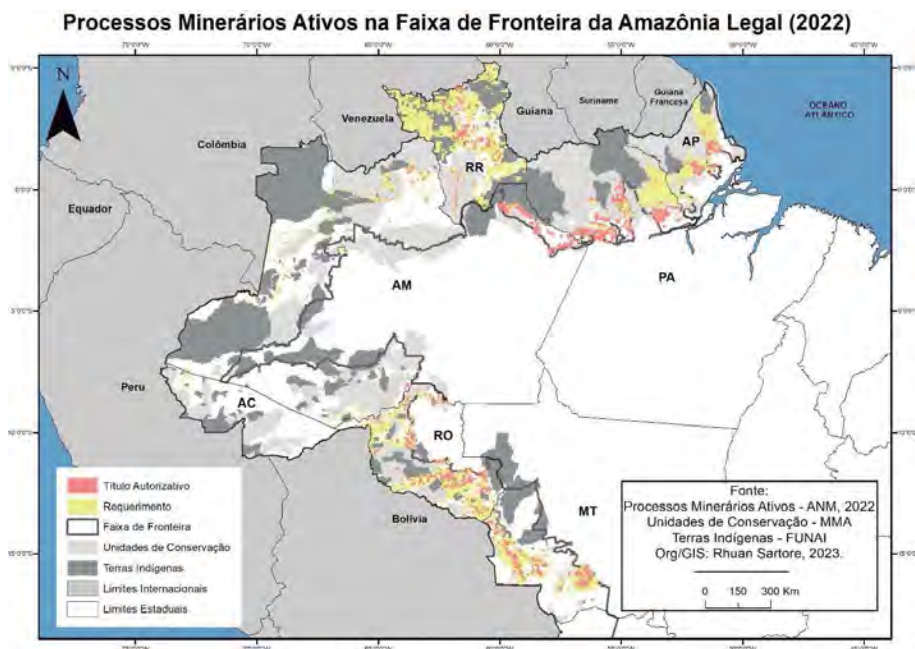 Processos Minerários Ativos na Faixa de Fronteira da Amazônia Legal (2022)
N
Venezuela
Guiana
Suriname
Guiana
Francesa
OCEANO
ATLÂNTICO
Colômbia
RR
AP
Equador
AM
PA
Peru
AC
RO
MT
Bolívia
Título Autorizativo
Requerimento
Faixa de Fronteira
Unidades de Conservação
Terras Indígenas
Limites Internacionais
Limites Estaduais
Fonte:
Processos Minerários Ativos - ANM, 2022
Unidades de Conservação - MMA
Terras Indígenas - FUNAI
Org/GIS: Rhuan Sartore, 2023.
0 150 300 Km